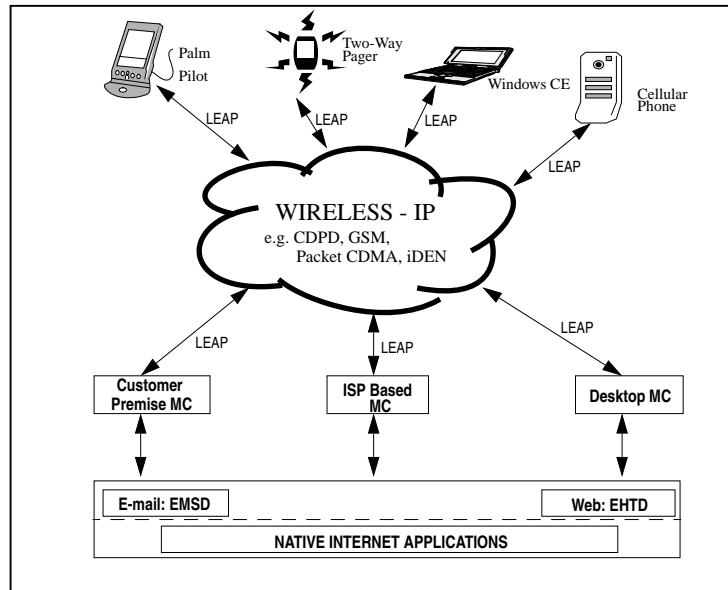 Palm
Pilot
Two-Way
Pager
Windows CE
Cellular
Phone
LEAP
LEAP
LEAP
LEAP
WIRELESS - IP
e.g. CDPD, GSM,
Packet CDMA, iDEN
LEAP
LEAP
LEAP
Customer
Premise MC
ISP Based
MC
Desktop MC
E-mail: EMSD
Web: EHTD
NATIVE INTERNET APPLICATIONS